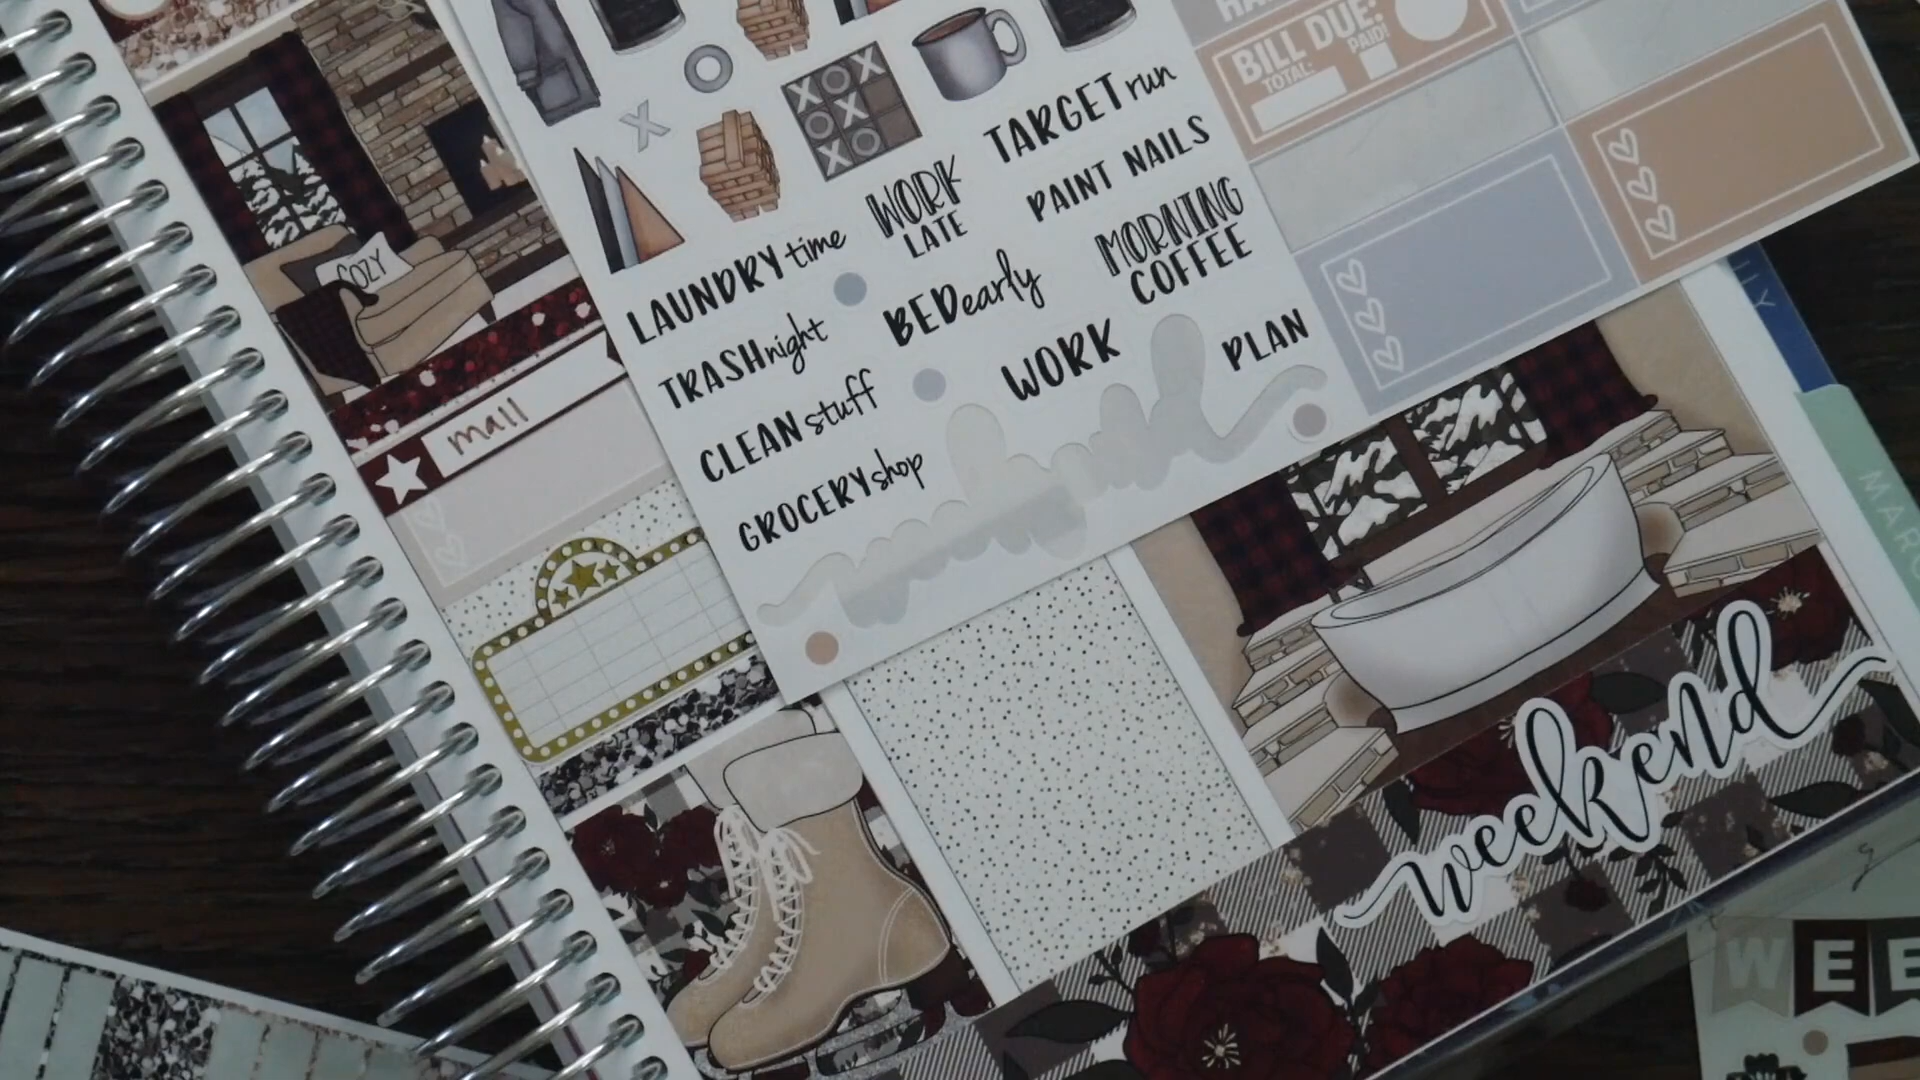 BILL DUE:
TOTAL:
PAID!
TARGET run
WORK
LATE
PAINT NAILS
LAUNDRY time
MORNING
COFFEE
BED early
TRASH night
WORK
PLAN
CLEAN stuff
GROCERY shop
COZY
mall
weekend
X O X
O X
X O
X
WEE